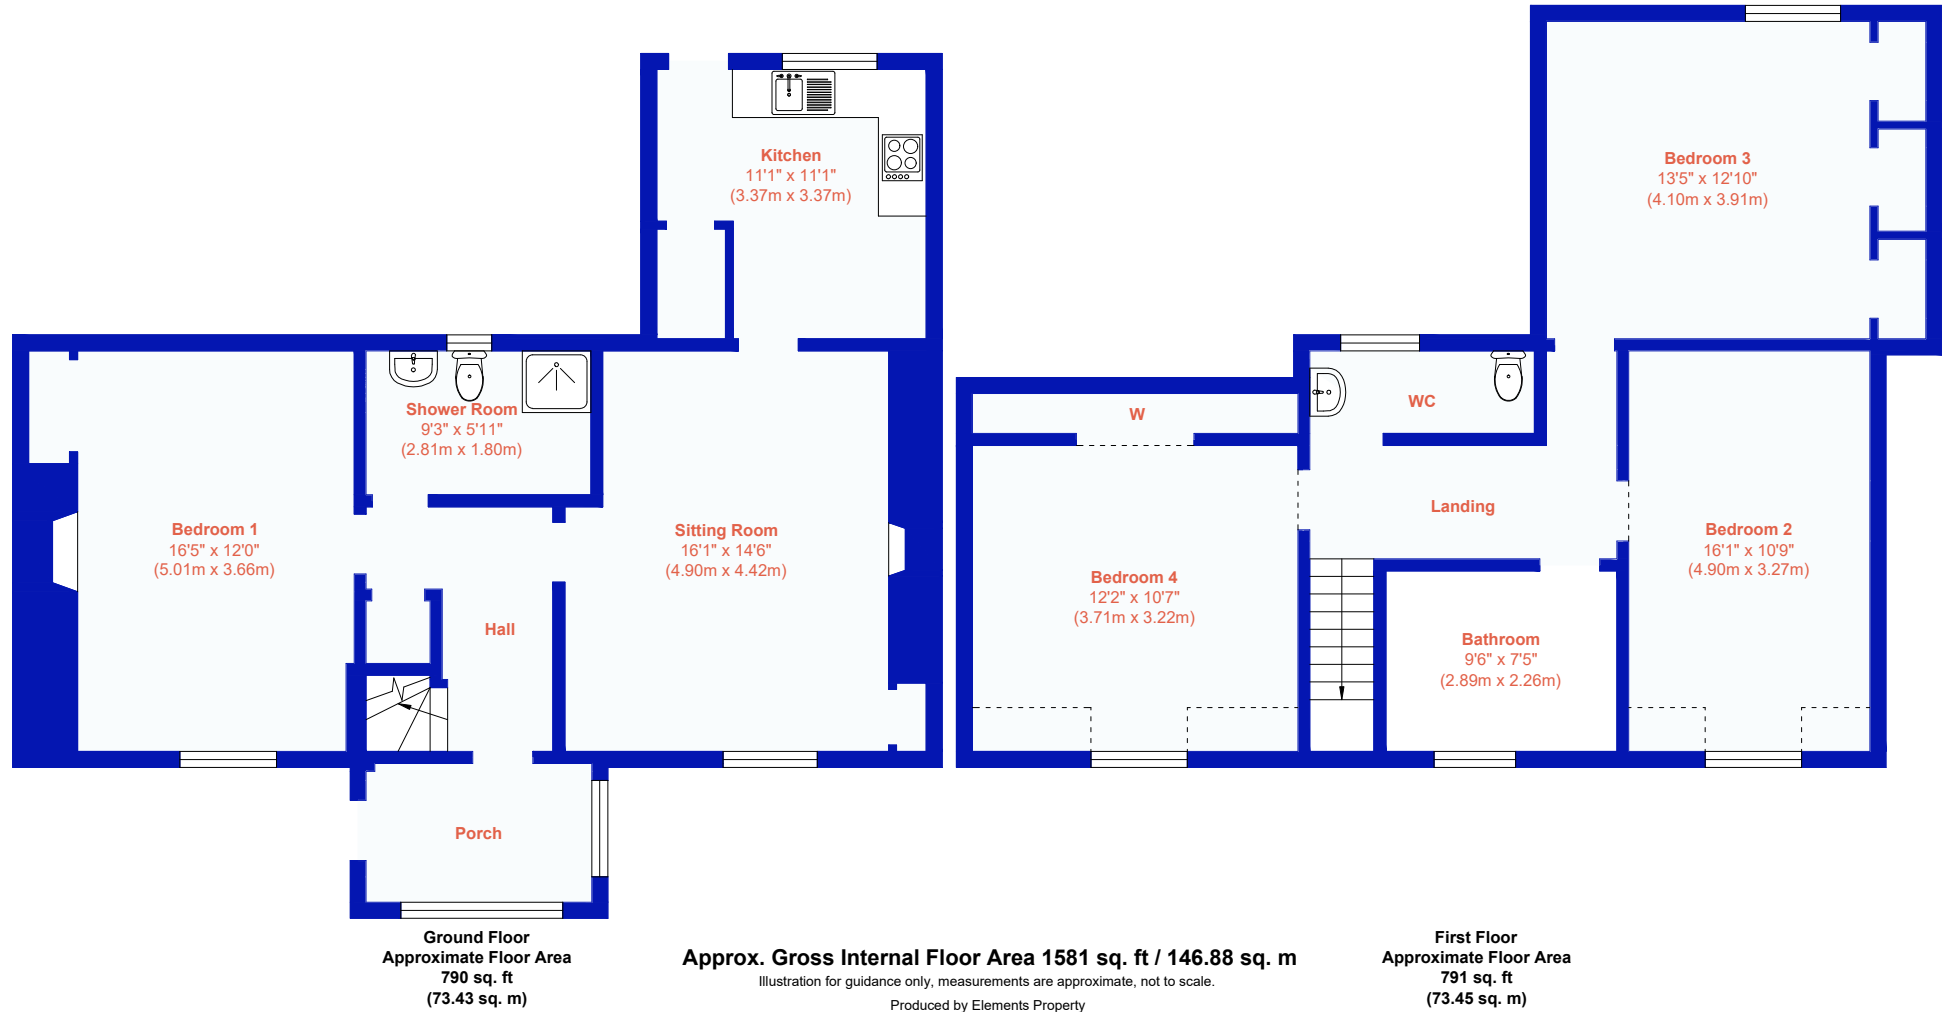 Kitchen
11'1" x 11'1"
(3.37m x 3.37m)
Shower Room
9'3" x 5'11"
(2.81m x 1.80m)
Bedroom 1
16'5" x 12'0"
(5.01m x 3.66m)
Sitting Room
16'1" x 14'6"
(4.90m x 4.42m)
Hall
Porch
Ground Floor
Approximate Floor Area
790 sq. ft
(73.43 sq. m)
Bedroom 3
13'5" x 12'10"
(4.10m x 3.91m)
W
WC
Landing
Bedroom 2
16'1" x 10'9"
(4.90m x 3.27m)
Bedroom 4
12'2" x 10'7"
(3.71m x 3.22m)
Bathroom
9'6" x 7'5"
(2.89m x 2.26m)
First Floor
Approximate Floor Area
791 sq. ft
(73.45 sq. m)
Approx. Gross Internal Floor Area 1581 sq. ft / 146.88 sq. m
Illustration for guidance only, measurements are approximate, not to scale.
Produced by Elements Property